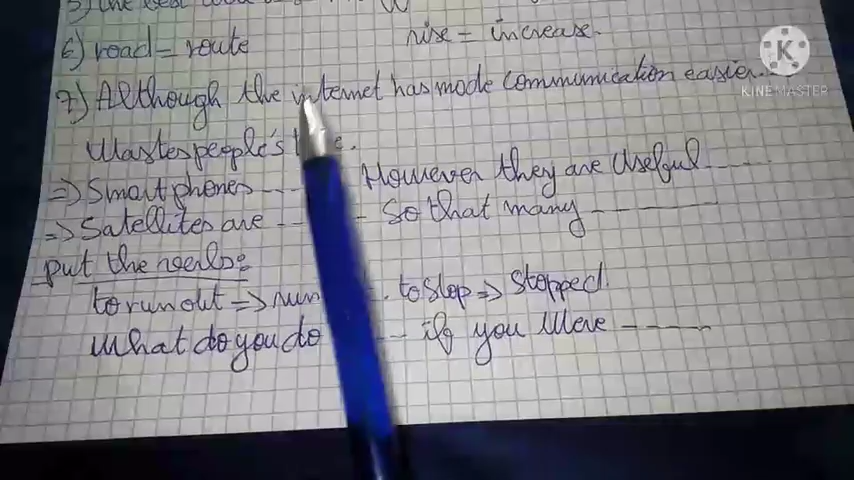 6) road = route
rise = increase.
7) Although the internet has made communication easier...
Wastes people's
=> Smart phones ------ However they are useful -----
=> Satellites are ------ So that many ------
put the verbs
to run out => run . to stop => stopped.
What do you do ---- if you were -----
K
KINEMASTER